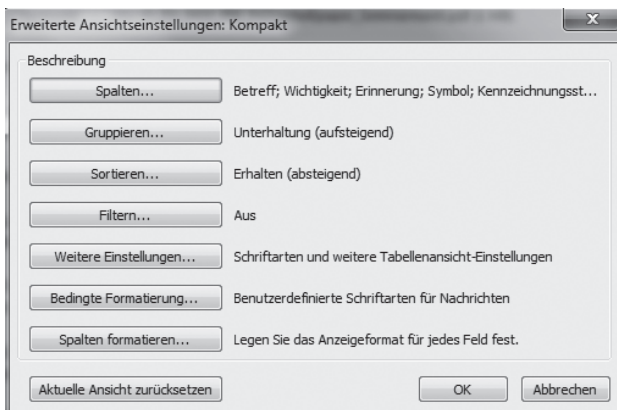 Erweiterte Ansichtseinstellungen: Kompakt
Beschreibung
Spalten... Betreff; Wichtigkeit; Erinnerung; Symbol; Kennzeichnungsst...
Gruppieren... Unterhaltung (aufsteigend)
Sortieren... Erhalten (absteigend)
Filtern... Aus
Weitere Einstellungen... Schriftarten und weitere Tabellenansicht-Einstellungen
Bedingte Formatierung... Benutzerdefinierte Schriftarten für Nachrichten
Spalten formatieren... Legen Sie das Anzeigeformat für jedes Feld fest.
Aktuelle Ansicht zurücksetzen OK Abbrechen